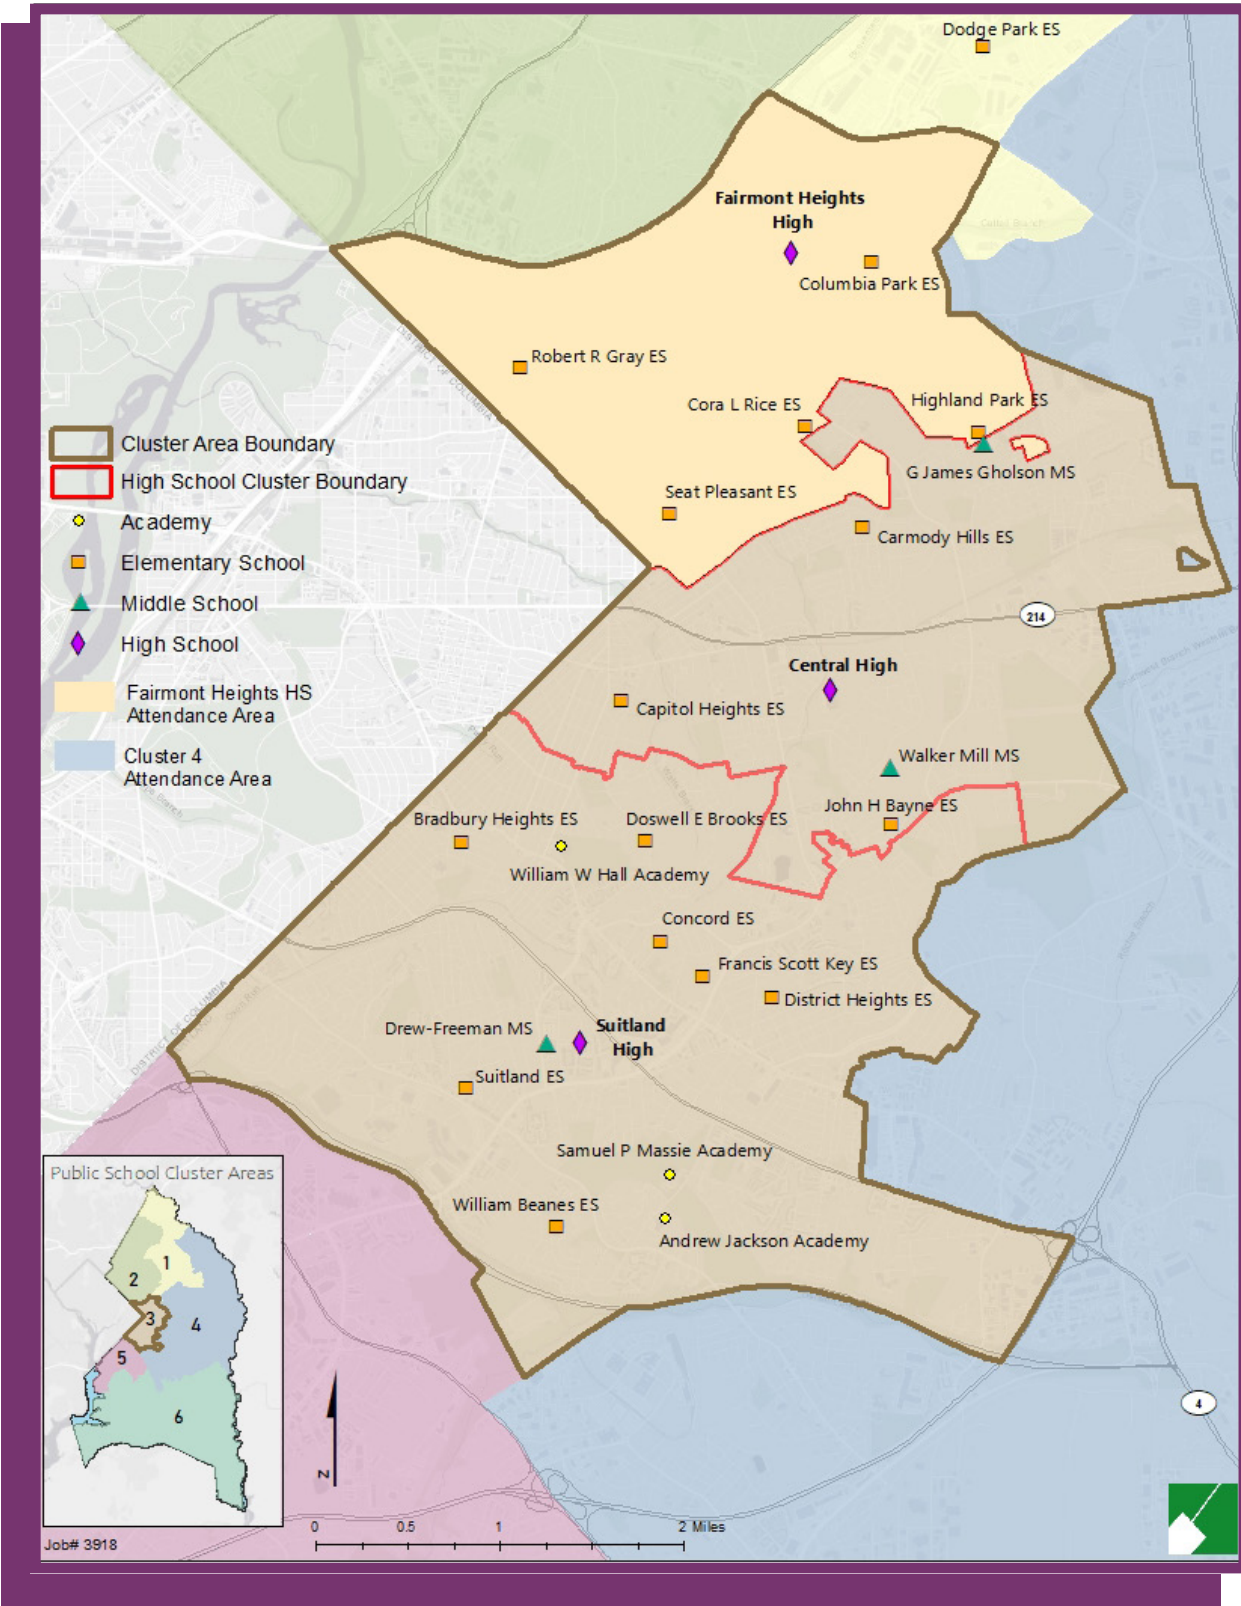 Dodge Park ES
Fairmont Heights
High
Columbia Park ES
DISTRICT OF COLUMBIA
Robert R Gray ES
Cora L Rice ES
Highland Park ES
G James Gholson MS
Seat Pleasant ES
Carmody Hills ES
Cluster Area Boundary
High School Cluster Boundary
Academy
Elementary School
Middle School
High School
Fairmont Heights HS
Attendance Area
Cluster 4
Attendance Area
214
Central High
Capitol Heights ES
Walker Mill MS
John H Bayne ES
Bradbury Heights ES
Doswell E Brooks ES
William W Hall Academy
Concord ES
Francis Scott Key ES
District Heights ES
DISTRICT OF COLUMBIA
Drew-Freeman MS
Suitland
High
Suitland ES
Samuel P Massie Academy
William Beanes ES
Andrew Jackson Academy
Public School Cluster Areas
1
2
3
4
5
6
4
N
0
0.5
1
2 Miles
Job# 3918